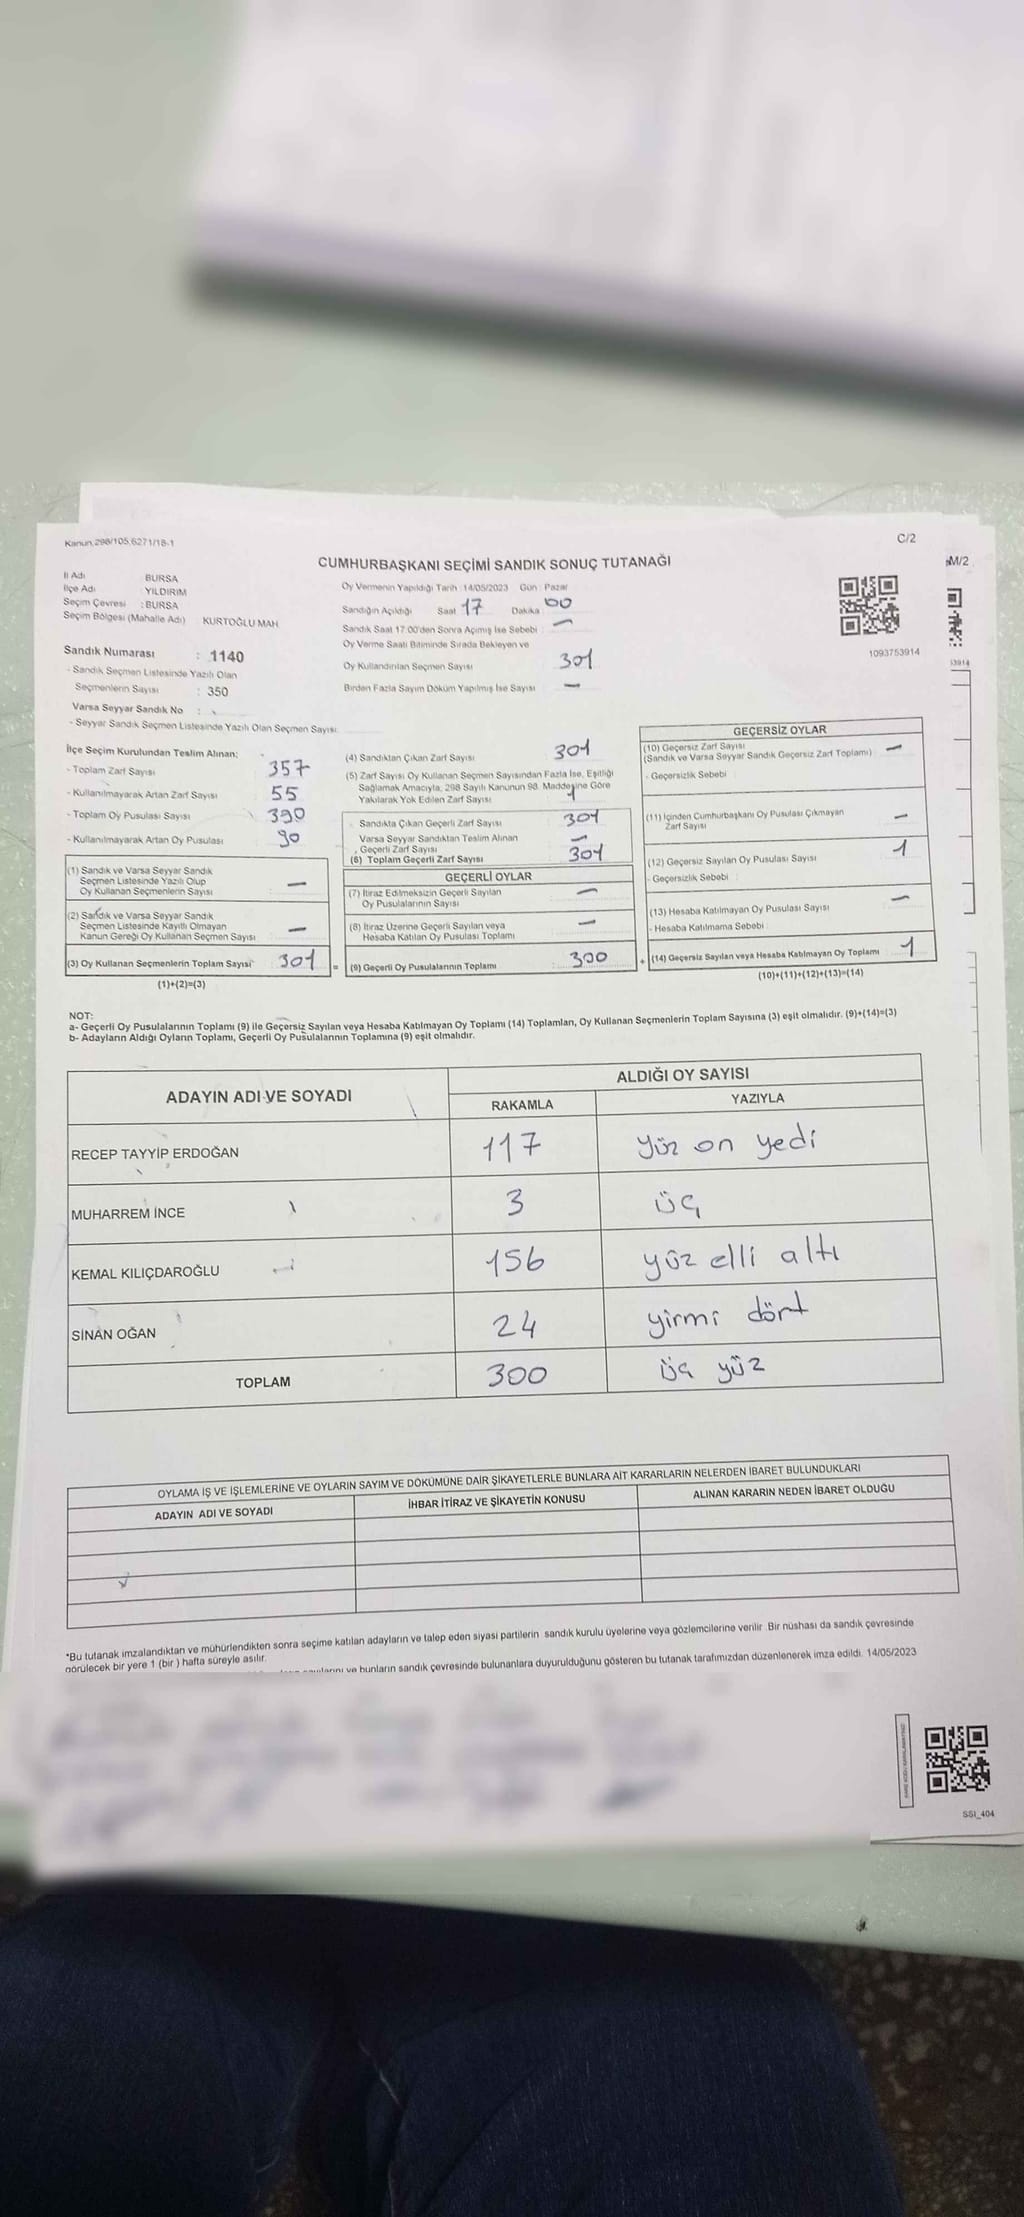 Kanun, 298/105,6271/18-1
C/2
CUMHURBAŞKANI SEÇİMİ SANDIK SONUÇ TUTANAĞI
M/2
İl Adı BURSA
İlçe Adı YILDIRIM
Seçim Çevresi : BURSA
Seçim Bölgesi (Mahalle Adı) KURTOĞLU MAH
Oy Vermenin Yapıldığı Tarih : 14/05/2023 Gün : Pazar
Sandığın Açıldığı Saat 17 Dakika 00
Sandık Saat 17:00'den Sonra Açımış İse Sebebi : —
Oy Verme Saati Bitiminde Sırada Bekleyen ve
Oy Kullandırılan Seçmen Sayısı 301
Birden Fazla Sayım Döküm Yapılmış İse Sayısı —
1093753914
13914
Sandık Numarası : 1140
- Sandık Seçmen Listesinde Yazılı Olan
Seçmenlerin Sayısı : 350
Varsa Seyyar Sandık No :
- Seyyar Sandık Seçmen Listesinde Yazılı Olan Seçmen Sayısı:
İlçe Seçim Kurulundan Teslim Alınan:
- Toplam Zarf Sayısı 357
- Kullanılmayarak Artan Zarf Sayısı 55
- Toplam Oy Pusulası Sayısı 390
- Kullanılmayarak Artan Oy Pusulası 90
(1) Sandık ve Varsa Seyyar Sandık
Seçmen Listesinde Yazılı Olup
Oy Kullanan Seçmenlerin Sayısı —
(2) Sandık ve Varsa Seyyar Sandık
Seçmen Listesinde Kayıtlı Olmayan
Kanun Gereği Oy Kullanan Seçmen Sayısı —
(3) Oy Kullanan Seçmenlerin Toplam Sayısı 301 =
(1)+(2)=(3)
(4) Sandıktan Çıkan Zarf Sayısı 301
(5) Zarf Sayısı Oy Kullanan Seçmen Sayısından Fazla İse, Eşitliği
Sağlamak Amacıyla, 298 Sayılı Kanunun 98. Maddesine Göre
Yakılarak Yok Edilen Zarf Sayısı 1
Sandıkta Çıkan Geçerli Zarf Sayısı 301
Varsa Seyyar Sandıktan Teslim Alınan
Geçerli Zarf Sayısı —
(6) Toplam Geçerli Zarf Sayısı 301
GEÇERLİ OYLAR
(7) İtiraz Edilmeksizin Geçerli Sayılan
Oy Pusulalarının Sayısı —
(8) İtiraz Üzerine Geçerli Sayılan veya
Hesaba Katılan Oy Pusulası Toplamı —
(9) Geçerli Oy Pusulalarının Toplamı : 300 +
GEÇERSİZ OYLAR
(10) Geçersiz Zarf Sayısı —
(Sandık ve Varsa Seyyar Sandık Geçersiz Zarf Toplamı)
- Geçersizlik Sebebi
(11) İçinden Cumhurbaşkanı Oy Pusulası Çıkmayan
Zarf Sayısı —
(12) Geçersiz Sayılan Oy Pusulası Sayısı 1
- Geçersizlik Sebebi :
(13) Hesaba Katılmayan Oy Pusulası Sayısı —
- Hesaba Katılmama Sebebi :
(14) Geçersiz Sayılan veya Hesaba Katılmayan Oy Toplamı 1
(10)+(11)+(12)+(13)=(14)
NOT:
a- Geçerli Oy Pusulalarının Toplamı (9) ile Geçersiz Sayılan veya Hesaba Katılmayan Oy Toplamı (14) Toplamları, Oy Kullanan Seçmenlerin Toplam Sayısına (3) eşit olmalıdır. (9)+(14)=(3)
b- Adayların Aldığı Oyların Toplamı, Geçerli Oy Pusulalarının Toplamına (9) eşit olmalıdır.
ADAYIN ADI VE SOYADI
ALDIĞI OY SAYISI
RAKAMLA YAZIYLA
RECEP TAYYİP ERDOĞAN 117 yüz on yedi
MUHARREM İNCE 3 üç
KEMAL KILIÇDAROĞLU 156 yüz elli altı
SİNAN OĞAN 24 yirmi dört
TOPLAM 300 üç yüz
OYLAMA İŞ VE İŞLEMLERİNE VE OYLARIN SAYIM VE DÖKÜMÜNE DAİR ŞİKAYETLERLE BUNLARA AİT KARARLARIN NELERDEN İBARET BULUNDUKLARI
ADAYIN ADI VE SOYADI İHBAR İTİRAZ VE ŞİKAYETİN KONUSU ALINAN KARARIN NEDEN İBARET OLDUĞU
*Bu tutanak imzalandıktan ve mühürlendikten sonra seçime katılan adayların ve talep eden siyasi partilerin sandık kurulu üyelerine veya gözlemcilerine verilir. Bir nüshası da sandık çevresinde
görülecek bir yere 1 (bir ) hafta süreyle asılır.
ve bunların sandık çevresinde bulunanlara duyurulduğunu gösteren bu tutanak tarafımızdan düzenlenerek imza edildi. 14/05/2023
SSI_404